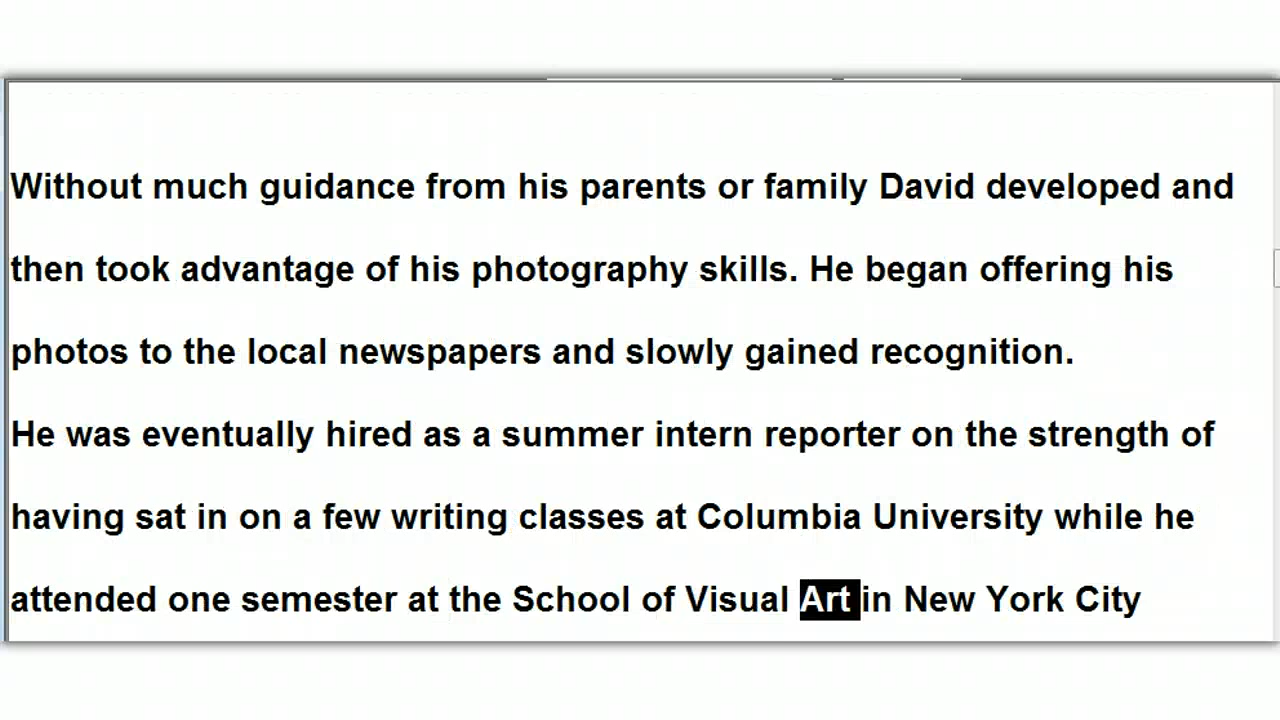 Without much guidance from his parents or family David developed and
then took advantage of his photography skills. He began offering his
photos to the local newspapers and slowly gained recognition.
He was eventually hired as a summer intern reporter on the strength of
having sat in on a few writing classes at Columbia University while he
attended one semester at the School of Visual Art in New York City